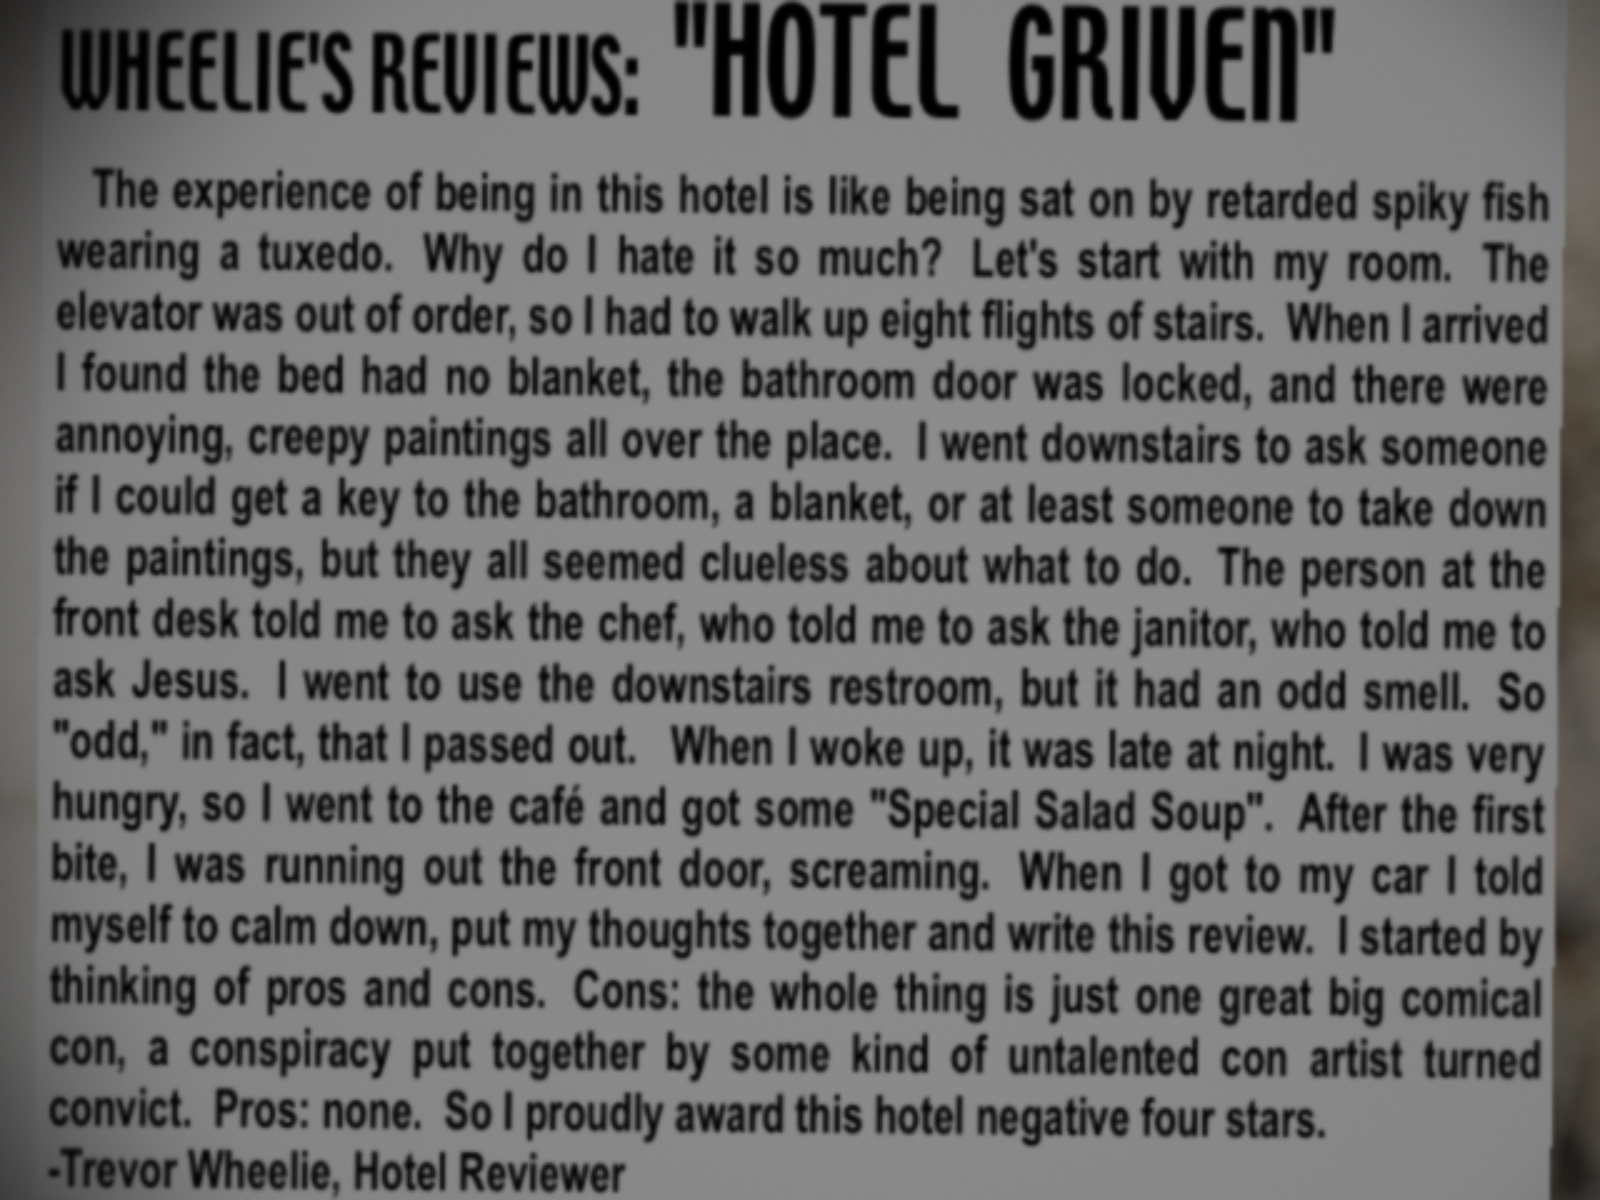 WHEELIE'S REVIEWS: "HOTEL GRIVEN"
The experience of being in this hotel is like being sat on by retarded spiky fish
wearing a tuxedo. Why do I hate it so much? Let's start with my room. The
elevator was out of order, so I had to walk up eight flights of stairs. When I arrived
I found the bed had no blanket, the bathroom door was locked, and there were
annoying, creepy paintings all over the place. I went downstairs to ask someone
if I could get a key to the bathroom, a blanket, or at least someone to take down
the paintings, but they all seemed clueless about what to do. The person at the
front desk told me to ask the chef, who told me to ask the janitor, who told me to
ask Jesus. I went to use the downstairs restroom, but it had an odd smell. So
"odd," in fact, that I passed out. When I woke up, it was late at night. I was very
hungry, so I went to the café and got some "Special Salad Soup". After the first
bite, I was running out the front door, screaming. When I got to my car I told
myself to calm down, put my thoughts together and write this review. I started by
thinking of pros and cons. Cons: the whole thing is just one great big comical
con, a conspiracy put together by some kind of untalented con artist turned
convict. Pros: none. So I proudly award this hotel negative four stars.
-Trevor Wheelie, Hotel Reviewer